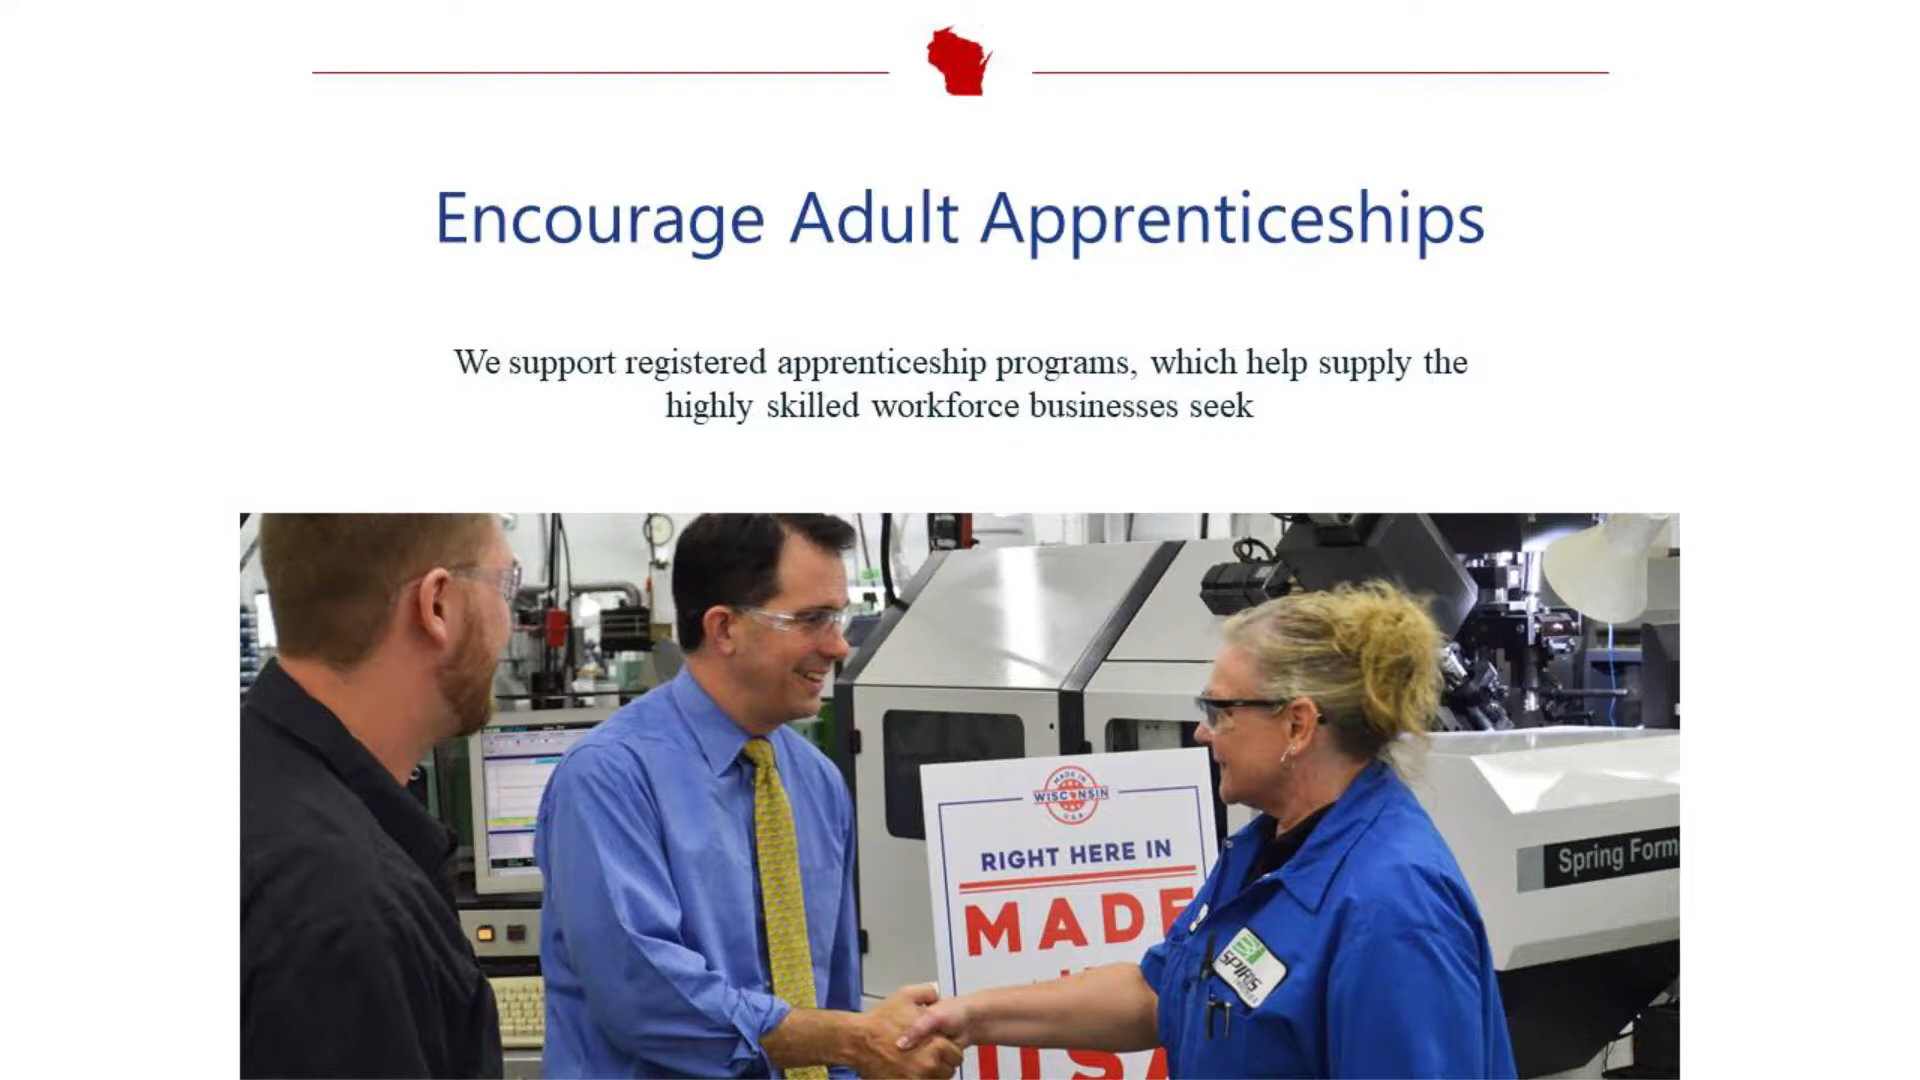 Encourage Adult Apprenticeships
We support registered apprenticeship programs, which help supply the
highly skilled workforce businesses seek
MADE IN
WISCONSIN
USA
RIGHT HERE IN
MADE
USA
Spring Form